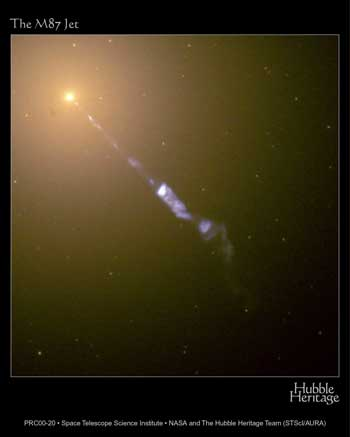 The M87 Jet
Hubble
Heritage
PRC00-20 • Space Telescope Science Institute • NASA and The Hubble Heritage Team (STScI/AURA)